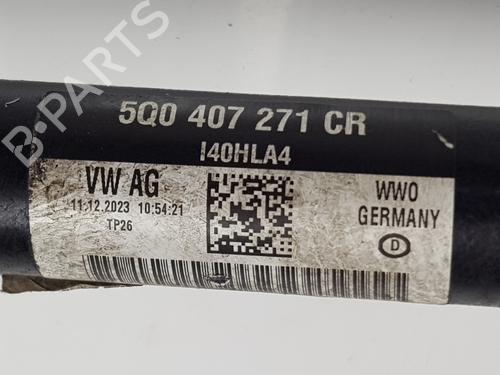 5Q0 407 271 CR
I40HLA4
VW AG
11.12.2023 10:54:21
TP26
WWO
GERMANY
D
B-PARTS